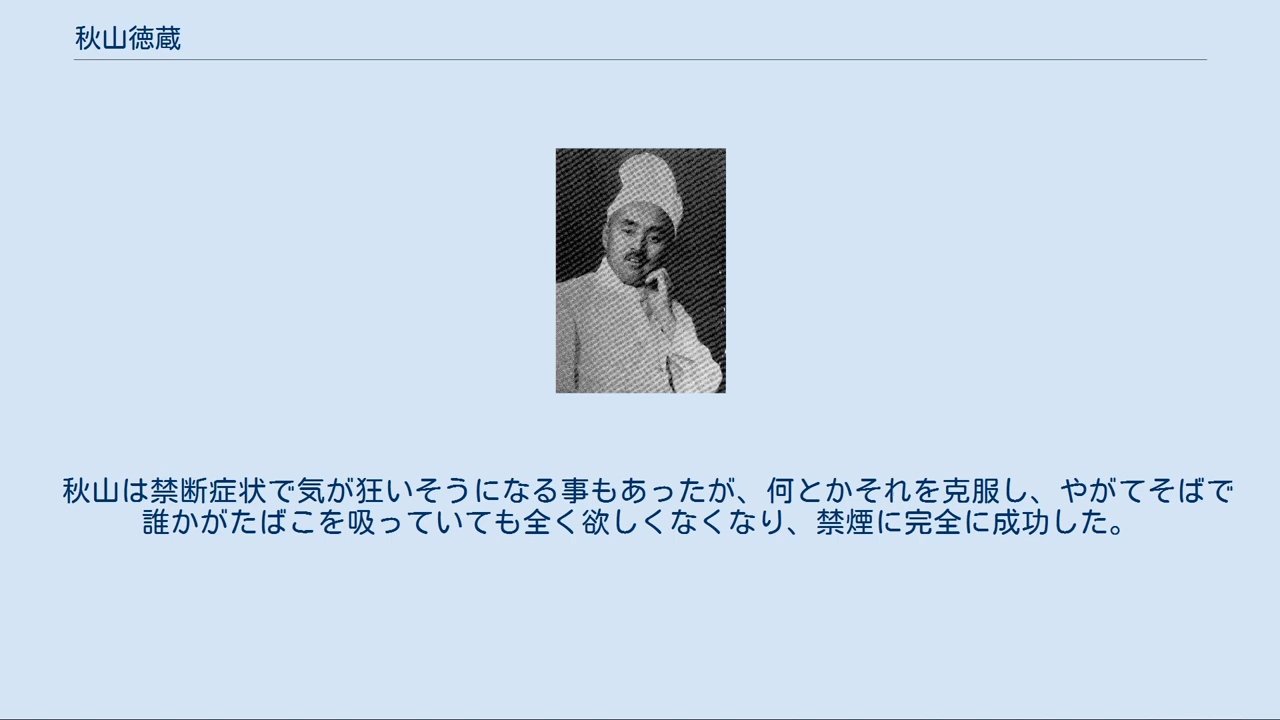 秋山徳蔵
秋山は禁断症状で気が狂いそうになる事もあったが、何とかそれを克服し、やがてそばで
誰かがたばこを吸っていても全く欲しくなくなり、禁煙に完全に成功した。